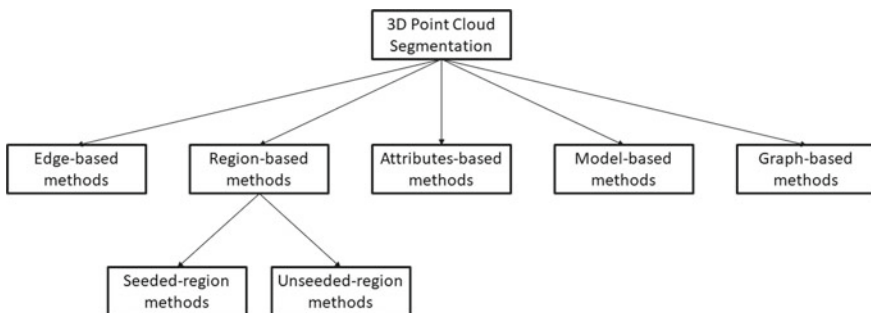 3D Point Cloud
Segmentation
Edge-based
methods
Region-based
methods
Attributes-based
methods
Model-based
methods
Graph-based
methods
Seeded-region
methods
Unseeded-region
methods